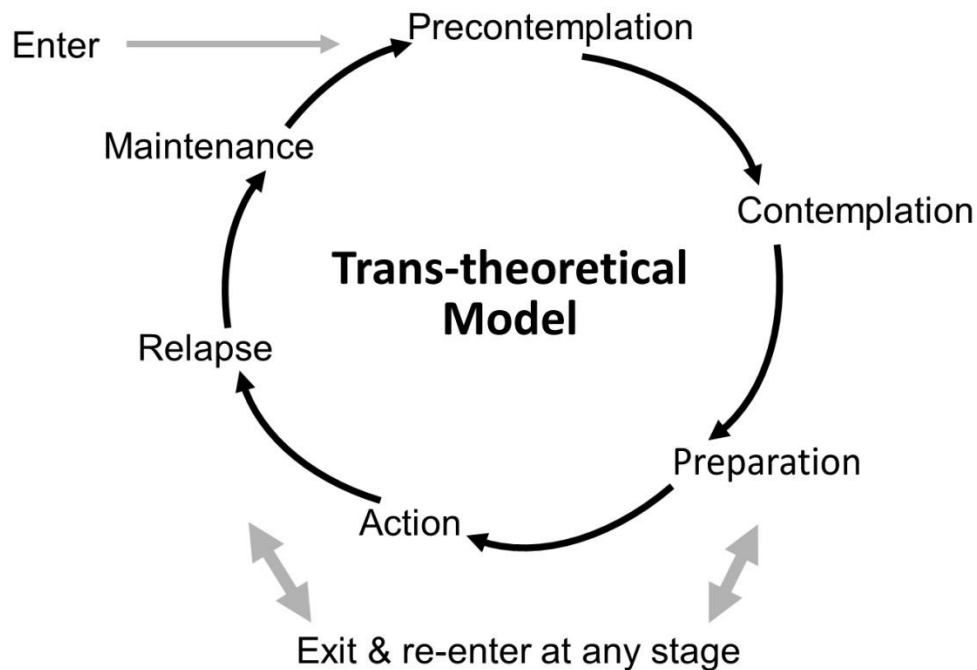 Enter
Precontemplation
Maintenance
Contemplation
Trans-theoretical
Model
Relapse
Preparation
Action
Exit & re-enter at any stage